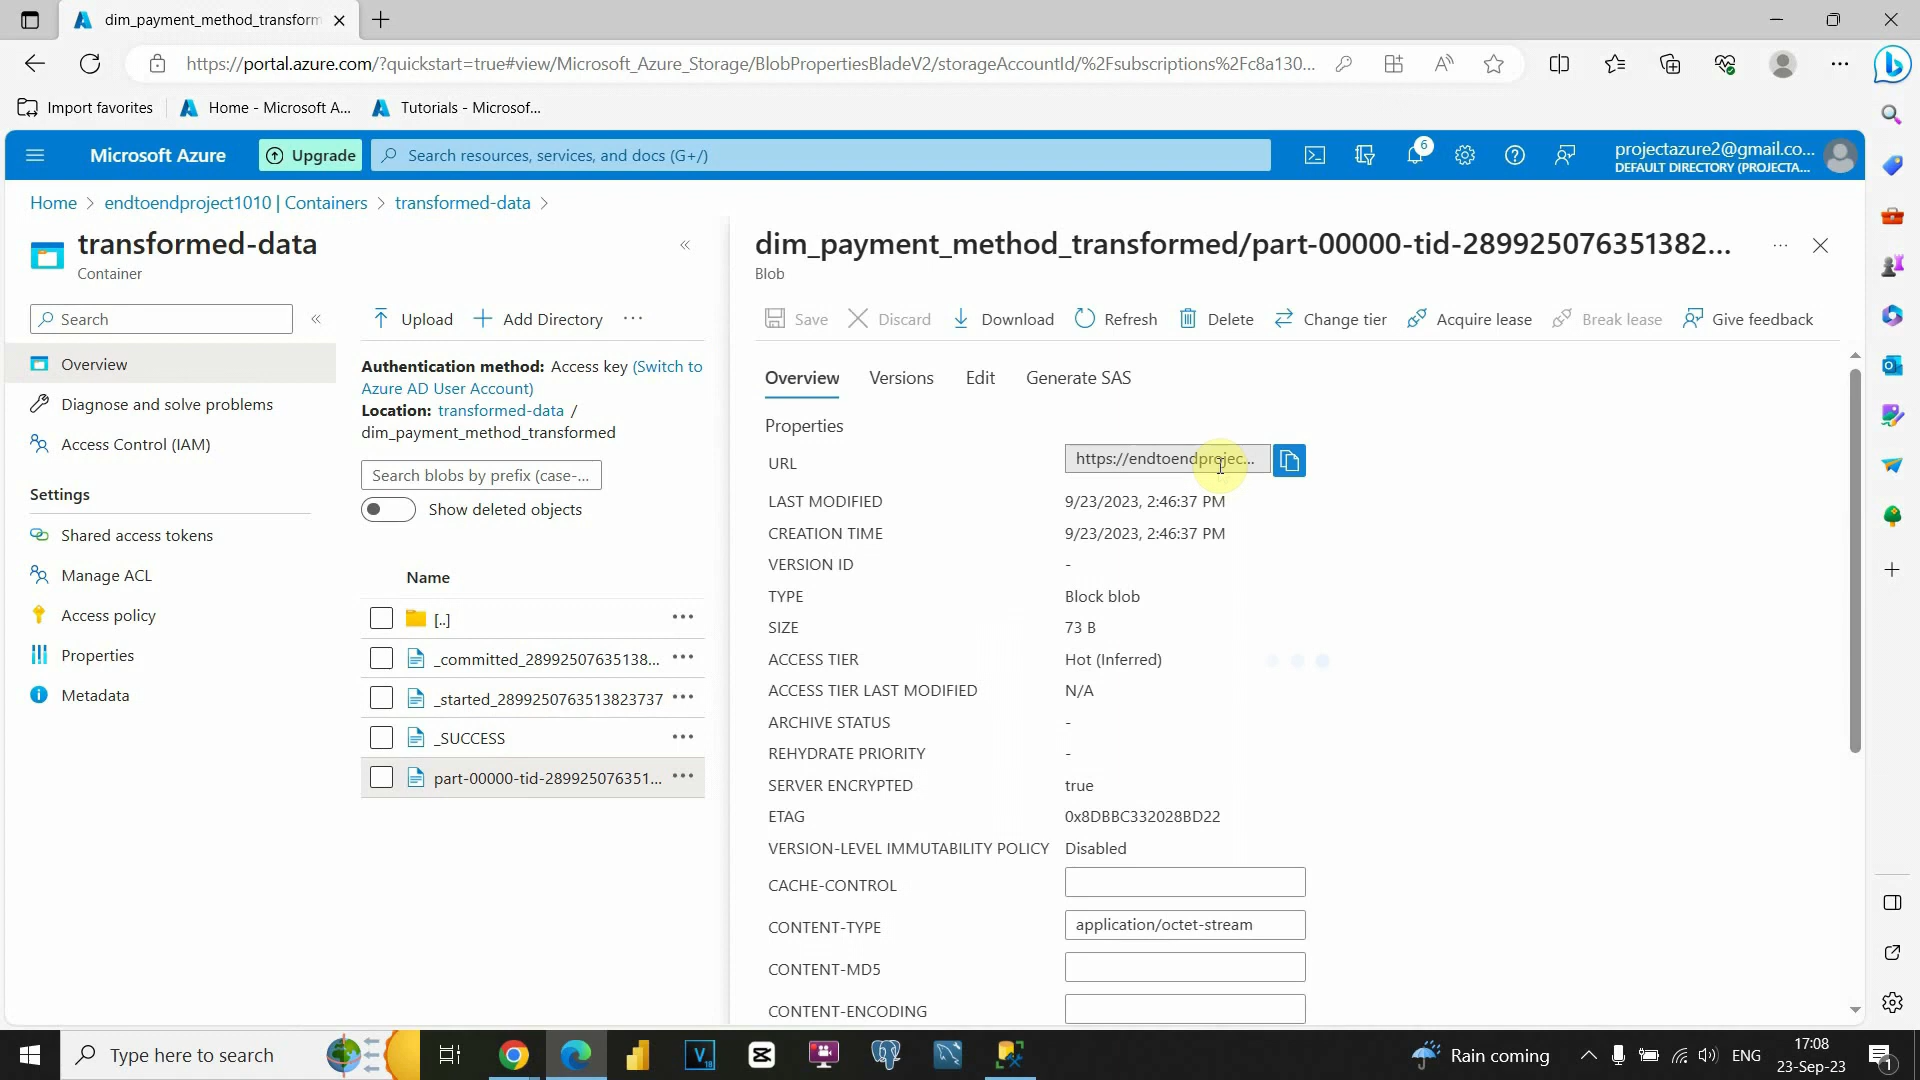 dim_payment_method_transform
https://portal.azure.com/?quickstart=true#view/Microsoft_Azure_Storage/BlobPropertiesBladeV2/storageAccountId/%2Fsubscriptions%2Fc8a130...
Import favorites
Home - Microsoft A...
Tutorials - Microsof...
Microsoft Azure
Upgrade
Search resources, services, and docs (G+/)
6
projectazure2@gmail.co...
DEFAULT DIRECTORY (PROJECTA...
Home > endtoendproject1010 | Containers > transformed-data >
transformed-data
Container
Search
Overview
Diagnose and solve problems
Access Control (IAM)
Settings
Shared access tokens
Manage ACL
Access policy
Properties
Metadata
Upload
Add Directory
Authentication method: Access key (Switch to
Azure AD User Account)
Location: transformed-data /
dim_payment_method_transformed
Search blobs by prefix (case-...
Show deleted objects
Name
[..]
_committed_28992507635138...
_started_2899250763513823737
_SUCCESS
part-00000-tid-289925076351...
dim_payment_method_transformed/part-00000-tid-289925076351382...
Blob
Save
Discard
Download
Refresh
Delete
Change tier
Acquire lease
Break lease
Give feedback
Overview
Versions
Edit
Generate SAS
Properties
URL https://endtoendprojec...
LAST MODIFIED 9/23/2023, 2:46:37 PM
CREATION TIME 9/23/2023, 2:46:37 PM
VERSION ID -
TYPE Block blob
SIZE 73 B
ACCESS TIER Hot (Inferred)
ACCESS TIER LAST MODIFIED N/A
ARCHIVE STATUS -
REHYDRATE PRIORITY -
SERVER ENCRYPTED true
ETAG 0x8DBBC332028BD22
VERSION-LEVEL IMMUTABILITY POLICY Disabled
CACHE-CONTROL
CONTENT-TYPE application/octet-stream
CONTENT-MD5
CONTENT-ENCODING
Type here to search
Rain coming
ENG
17:08
23-Sep-23
1